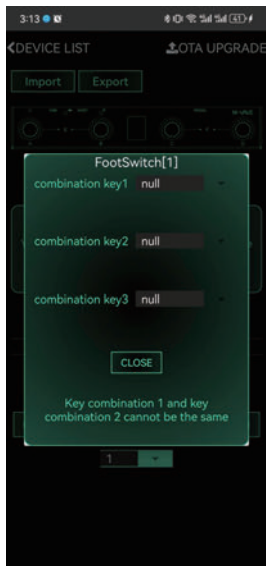 3:13
41
DEVICE LIST
OTA UPGRADE
Import
Export
FootSwitch[1]
combination key1
null
combination key2
null
combination key3
null
CLOSE
Key combination 1 and key
combination 2 cannot be the same
1